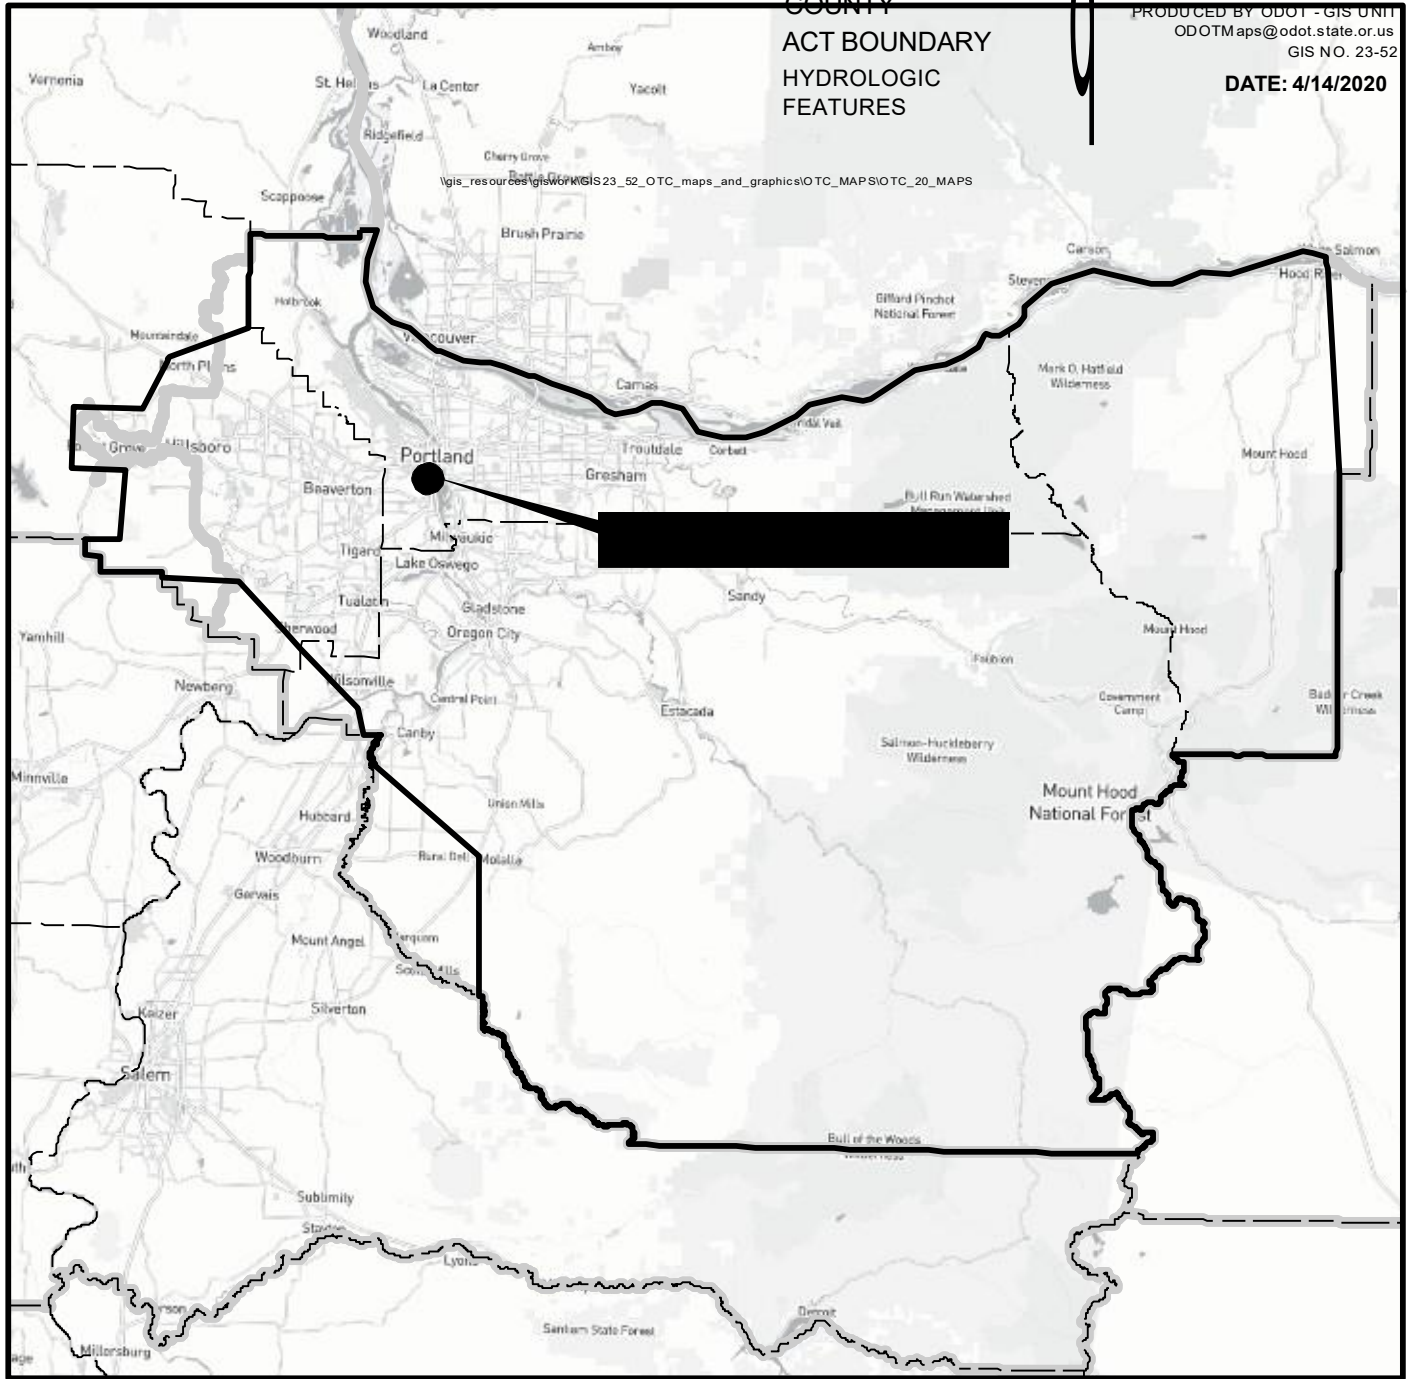 COUNTY
ACT BOUNDARY
HYDROLOGIC
FEATURES
PRODUCED BY ODOT - GIS UNIT
ODOTMaps@odot.state.or.us
GIS NO. 23-52
DATE: 4/14/2020
Woodland
Amboy
Vernonia
St. Helens
La Center
Yacolt
Ridgefield
Cherry Grove
Battle Ground
\\gis_resources\giswork\GIS23_52_OTC_maps_and_graphics\OTC_MAPS\OTC_20_MAPS
Scappoose
Brush Prairie
Carson
White Salmon
Hood River
Stevenson
Holbrook
Gifford Pinchot
National Forest
Mountaindale
Vancouver
North Plains
Mark O. Hatfield
Wilderness
Camas
Bridal Veil
Forest Grove
Hillsboro
Troutdale
Corbett
Portland
Mount Hood
Gresham
Beaverton
Bull Run Watershed
Management Unit
Milwaukie
Tigard
Lake Oswego
Sandy
Tualatin
Gladstone
Sherwood
Oregon City
Mount Hood
Yamhill
Faubion
Newberg
Wilsonville
Central Point
Government
Camp
Badger Creek
Wilderness
Estacada
Canby
Salmon-Huckleberry
Wilderness
Minnville
Union Mills
Mount Hood
National Forest
Hubbard
Woodburn
Rural Dell
Molalla
Gervais
Mount Angel
Marquam
Scotts Mills
Keizer
Silverton
Salem
Bull of the Woods
Wilderness
Sublimity
Stayton
Lyons
Detroit
Santiam State Forest
Millersburg